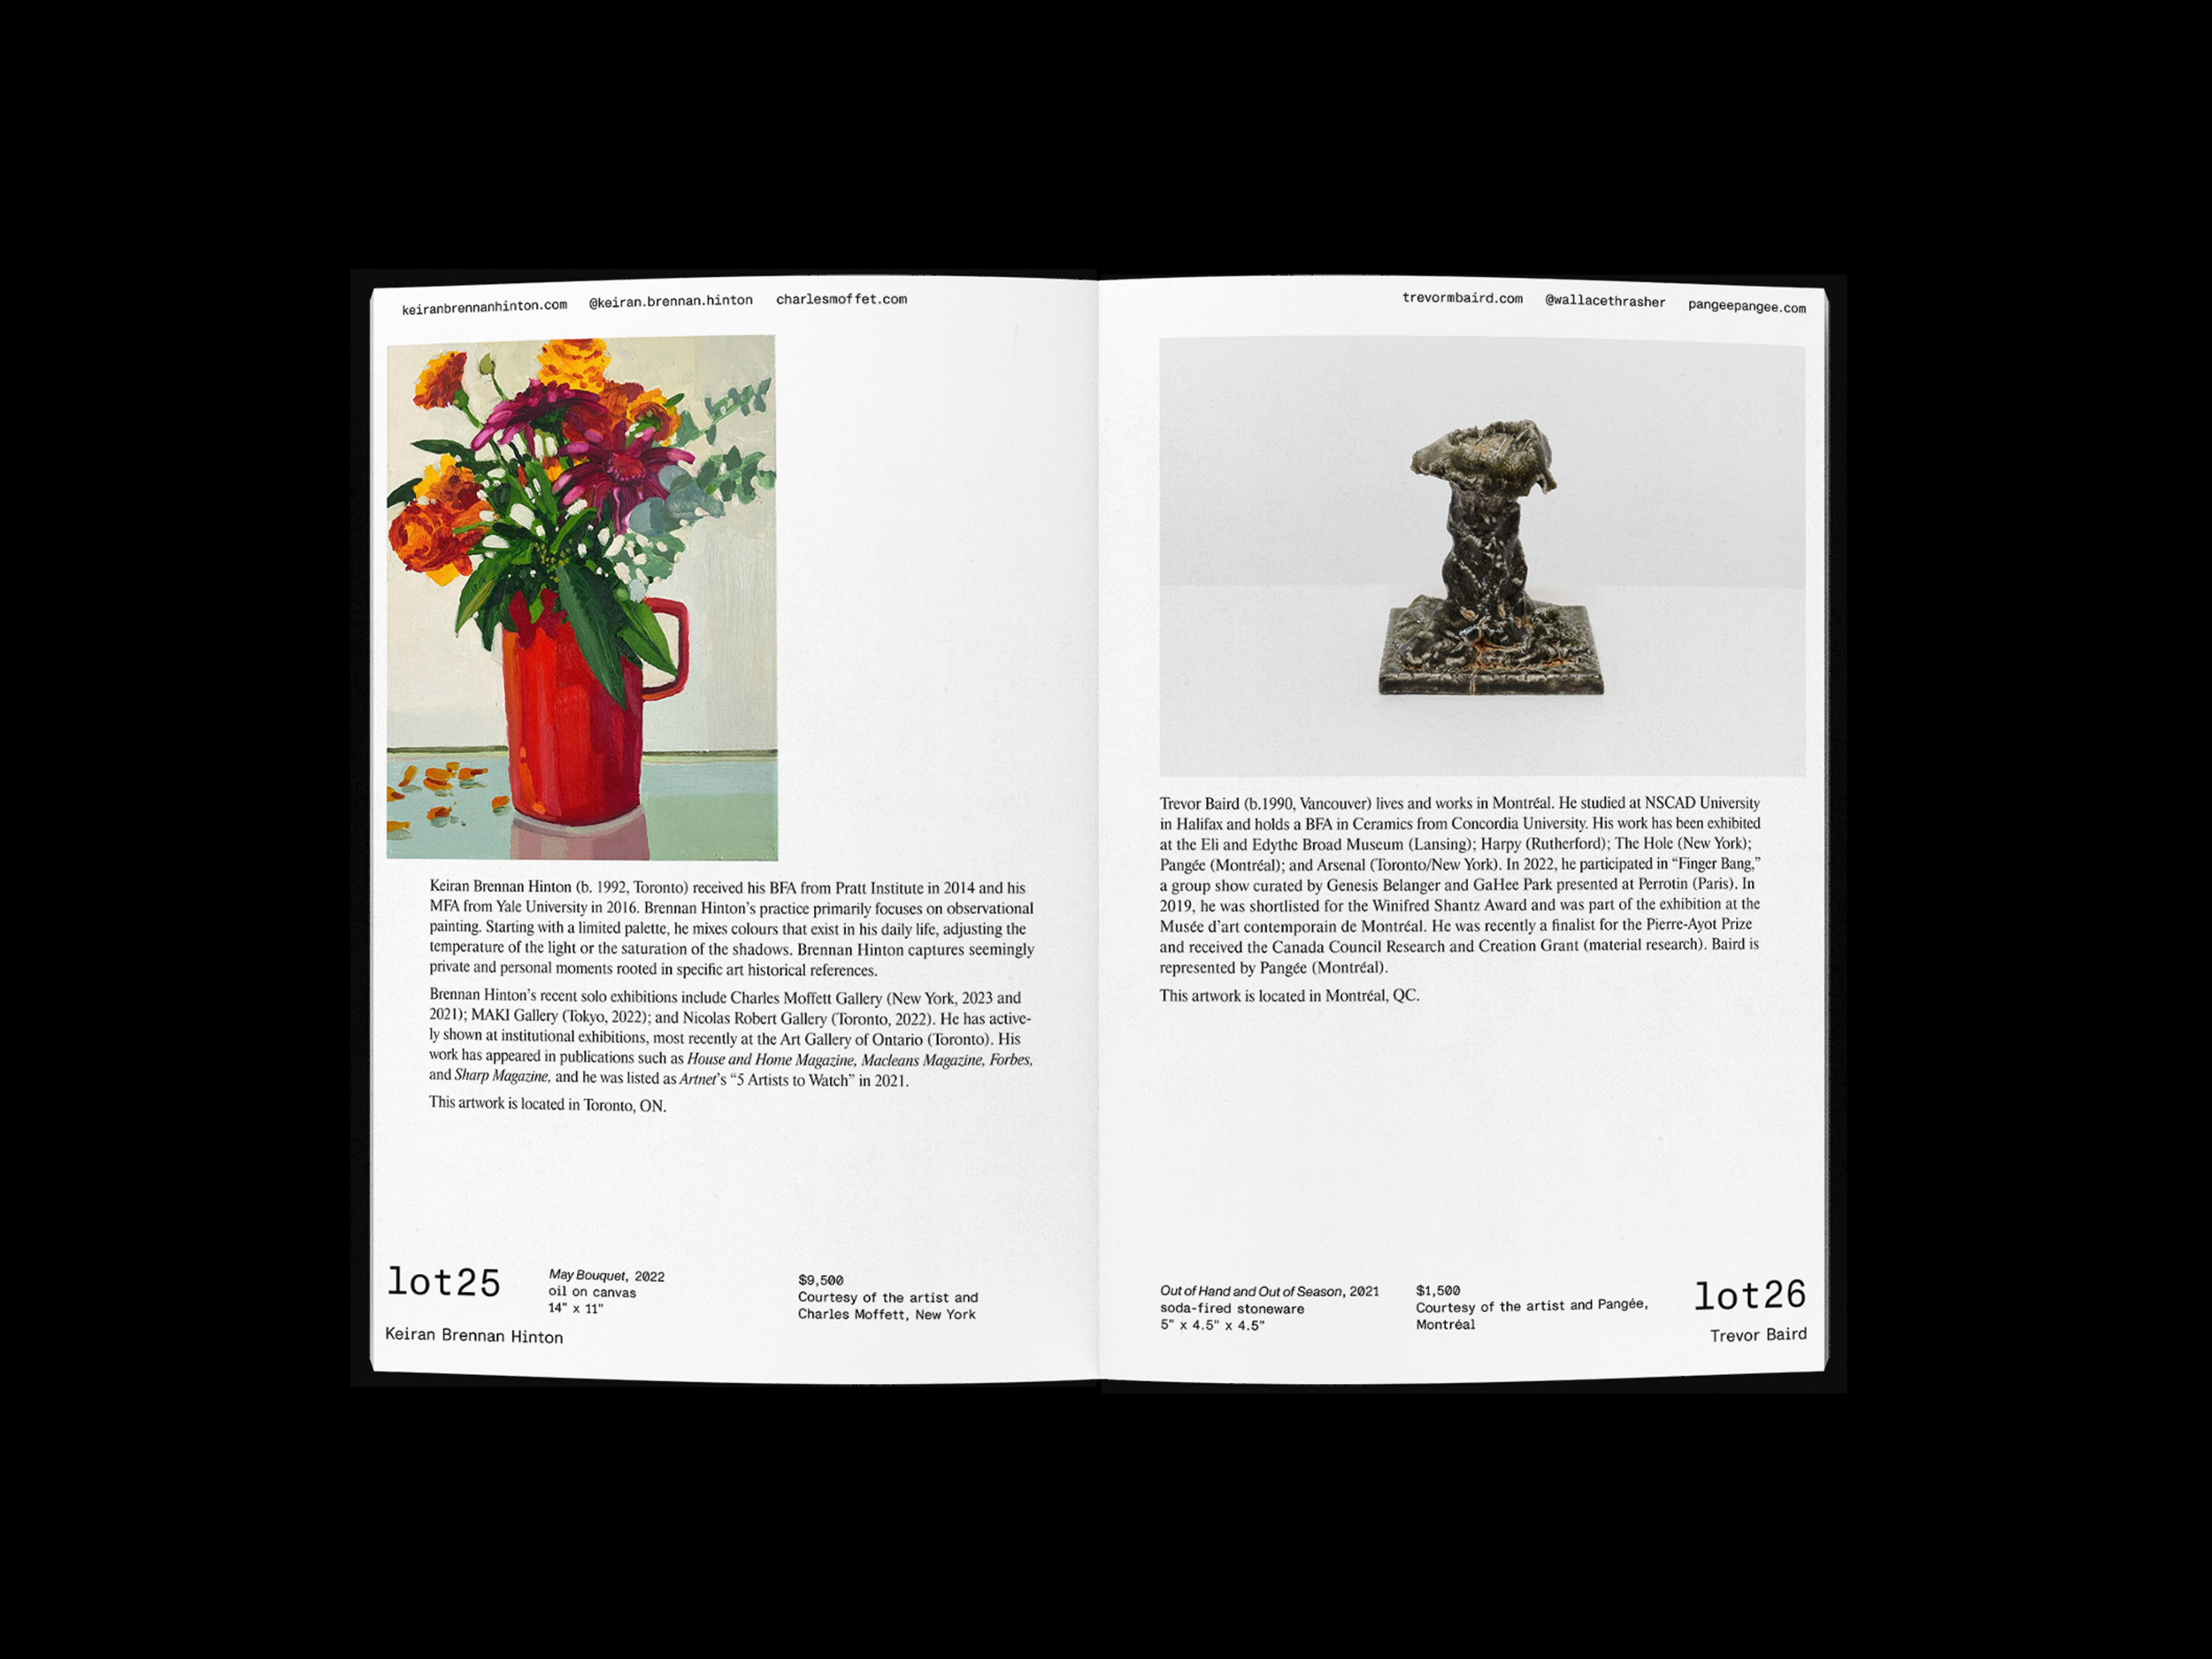 keiranbrennanhinton.com @keiran.brennan.hinton charlesmoffet.com
Keiran Brennan Hinton (b. 1992, Toronto) received his BFA from Pratt Institute in 2014 and his
MFA from Yale University in 2016. Brennan Hinton’s practice primarily focuses on observational
painting. Starting with a limited palette, he mixes colours that exist in his daily life, adjusting the
temperature of the light or the saturation of the shadows. Brennan Hinton captures seemingly
private and personal moments rooted in specific art historical references.
Brennan Hinton’s recent solo exhibitions include Charles Moffett Gallery (New York, 2023 and
2021); MAKI Gallery (Tokyo, 2022); and Nicolas Robert Gallery (Toronto, 2022). He has active-
ly shown at institutional exhibitions, most recently at the Art Gallery of Ontario (Toronto). His
work has appeared in publications such as House and Home Magazine, Macleans Magazine, Forbes,
and Sharp Magazine, and he was listed as Artnet’s “5 Artists to Watch” in 2021.
This artwork is located in Toronto, ON.
lot25
Keiran Brennan Hinton
May Bouquet, 2022
oil on canvas
14" x 11"
$9,500
Courtesy of the artist and
Charles Moffett, New York
trevormbaird.com @wallacethrasher pangeepangee.com
Trevor Baird (b.1990, Vancouver) lives and works in Montréal. He studied at NSCAD University
in Halifax and holds a BFA in Ceramics from Concordia University. His work has been exhibited
at the Eli and Edythe Broad Museum (Lansing); Harpy (Rutherford); The Hole (New York);
Pangée (Montréal); and Arsenal (Toronto/New York). In 2022, he participated in “Finger Bang,”
a group show curated by Genesis Belanger and GaHee Park presented at Perrotin (Paris). In
2019, he was shortlisted for the Winifred Shantz Award and was part of the exhibition at the
Musée d’art contemporain de Montréal. He was recently a finalist for the Pierre-Ayot Prize
and received the Canada Council Research and Creation Grant (material research). Baird is
represented by Pangée (Montréal).
This artwork is located in Montréal, QC.
Out of Hand and Out of Season, 2021
soda-fired stoneware
5" x 4.5" x 4.5"
$1,500
Courtesy of the artist and Pangée,
Montréal
lot26
Trevor Baird